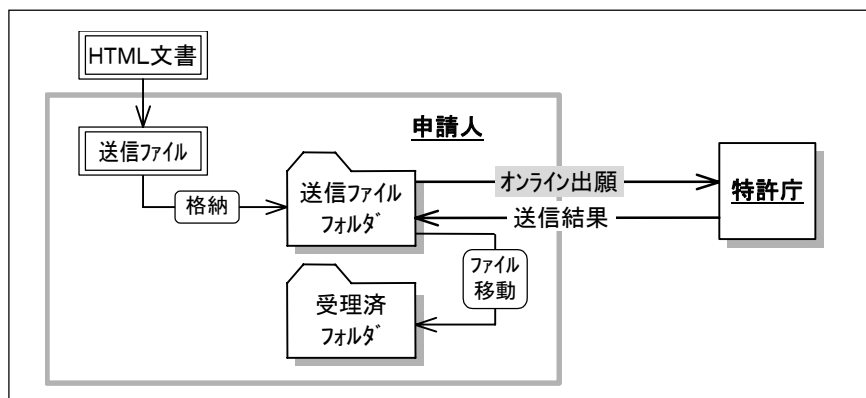 HTML文書
申請人
送信ファイル
格納
送信ファイル
フォルダ
オンライン出願
送信結果
特許庁
ファイル
移動
受理済
フォルダ